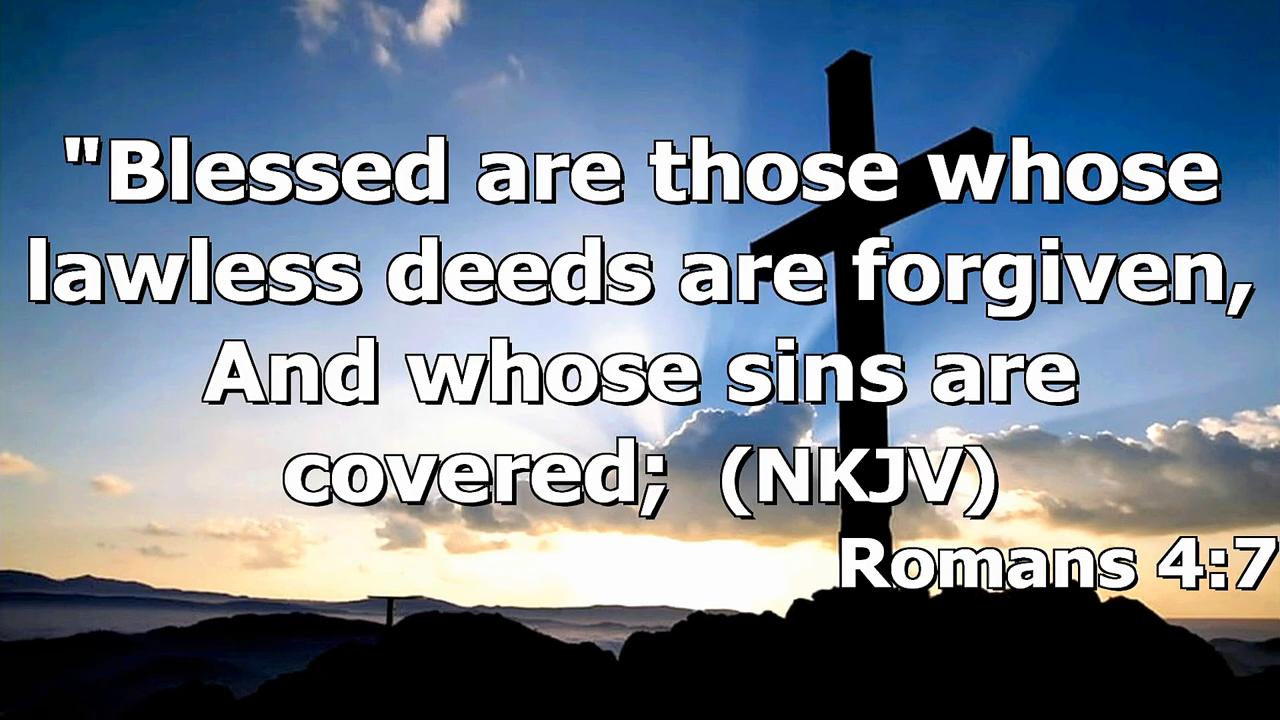 "Blessed are those whose
lawless deeds are forgiven,
And whose sins are
covered;  (NKJV)
Romans 4:7